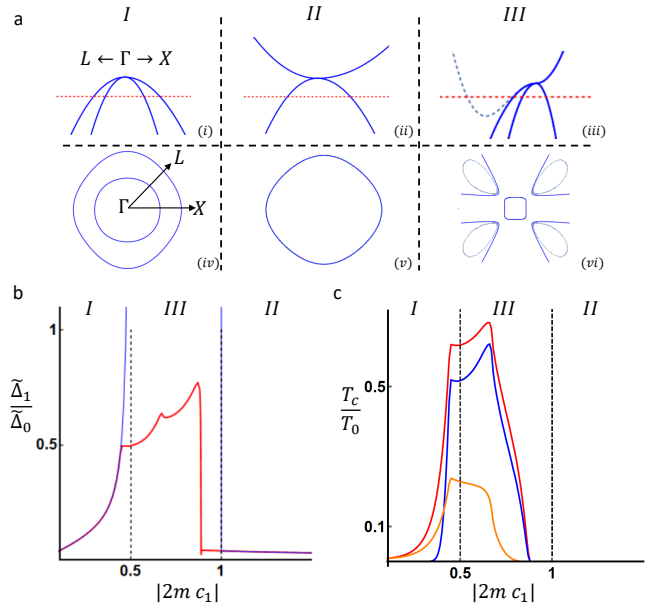 a
I II III
L ← Γ → X
(i) (ii) (iii)
L
Γ
X
(iv) (v) (vi)
b
I III II
1
Δ̃₁
Δ̃₀
0.5
0.5 1
|2m c₁|
c
I III II
T_c
T₀
0.5
0.1
0.5 1
|2m c₁|